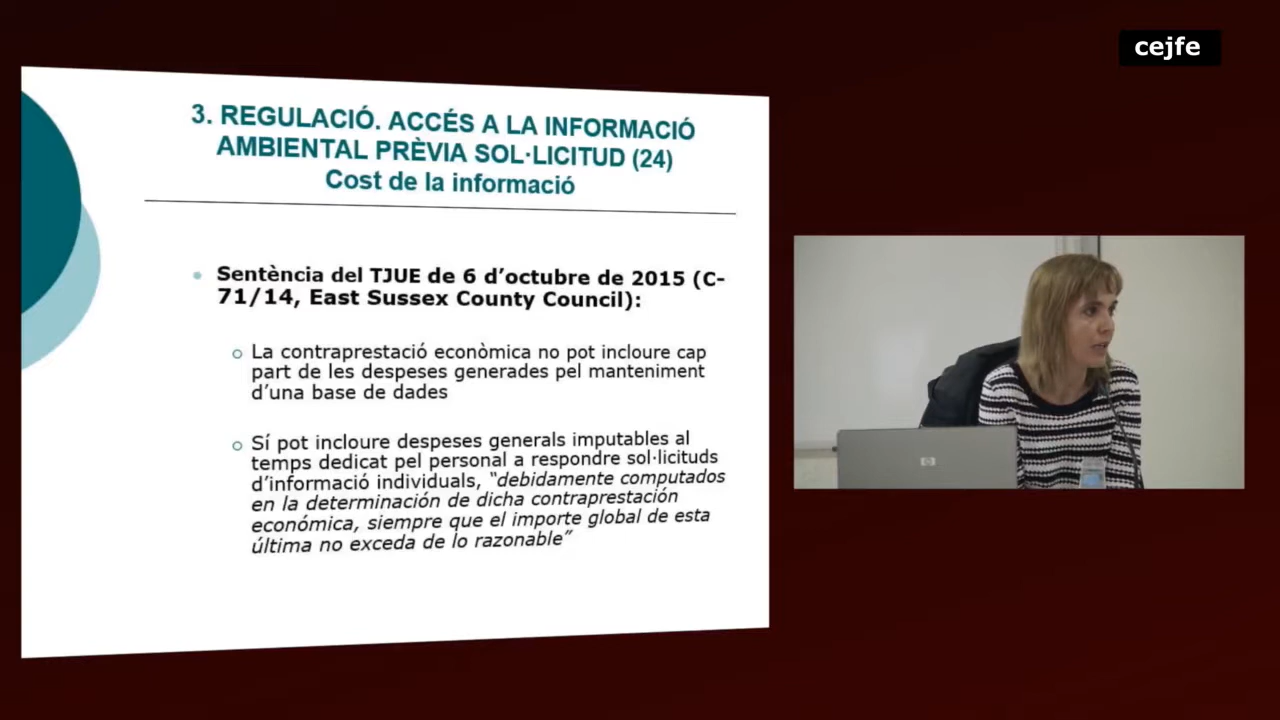 cejfe
3. REGULACIÓ. ACCÉS A LA INFORMACIÓ
AMBIENTAL PRÈVIA SOL·LICITUD (24)
Cost de la informació
Sentència del TJUE de 6 d’octubre de 2015 (C-
71/14, East Sussex County Council):
La contraprestació econòmica no pot incloure cap
part de les despeses generades pel manteniment
d’una base de dades
Sí pot incloure despeses generals imputables al
temps dedicat pel personal a respondre sol·licituds
d’informació individuals, “debidamente computados
en la determinación de dicha contraprestación
económica, siempre que el importe global de esta
última no exceda de lo razonable”
hp